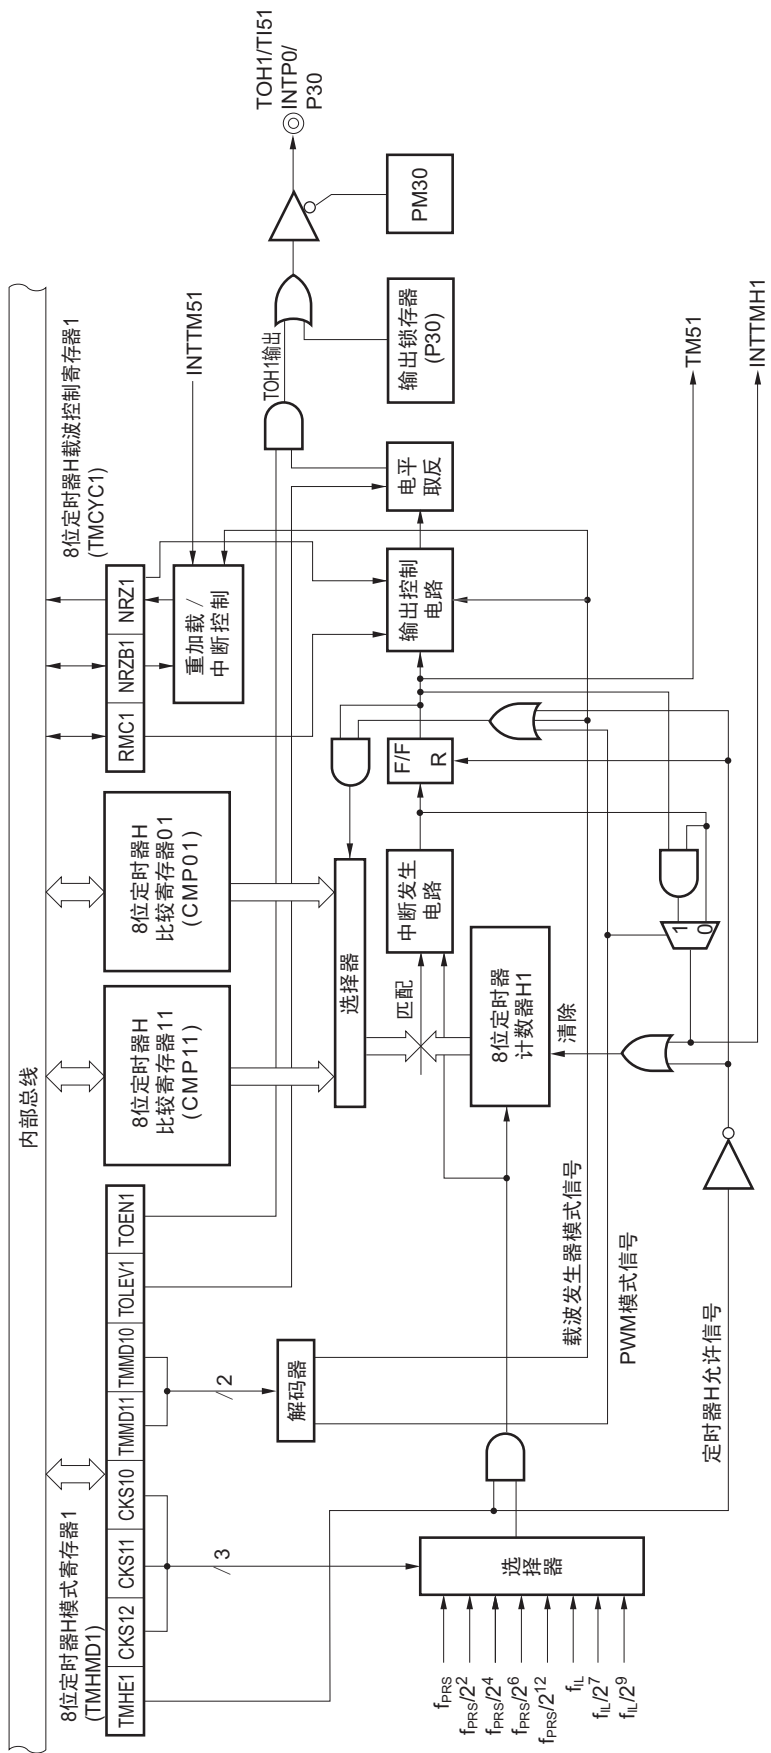 内部总线
8位定时器H模式寄存器1
(TMHMD1)
TMHE1
CKS12
CKS11
CKS10
TMMD11
TMMD10
TOLEV1
TOEN1
8位定时器H
比较寄存器11
(CMP11)
8位定时器H
比较寄存器01
(CMP01)
8位定时器H载波控制寄存器1
(TMCYC1)
RMC1
NRZB1
NRZ1
重加载/
中断控制
INTTM51
3
2
解码器
选择器
匹配
中断发生
电路
F/F
R
输出控制
电路
电平
取反
TOH1输出
输出锁存器
(P30)
PM30
TOH1/TI51
INTP0/
P30
选择器
fPRS
fPRS/2²
fPRS/2⁴
fPRS/2⁶
fPRS/2¹²
fIL
fIL/2⁷
fIL/2⁹
8位定时器
计数器H1
清除
载波发生器模式信号
PWM模式信号
定时器H允许信号
1
0
TM51
INTTMH1